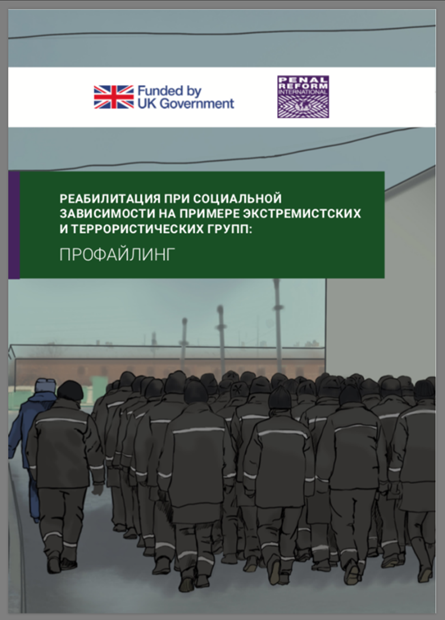 Funded by
UK Government
PENAL
REFORM
INTERNATIONAL
РЕАБИЛИТАЦИЯ ПРИ СОЦИАЛЬНОЙ
ЗАВИСИМОСТИ НА ПРИМЕРЕ ЭКСТРЕМИСТСКИХ
И ТЕРРОРИСТИЧЕСКИХ ГРУПП:
ПРОФАЙЛИНГ